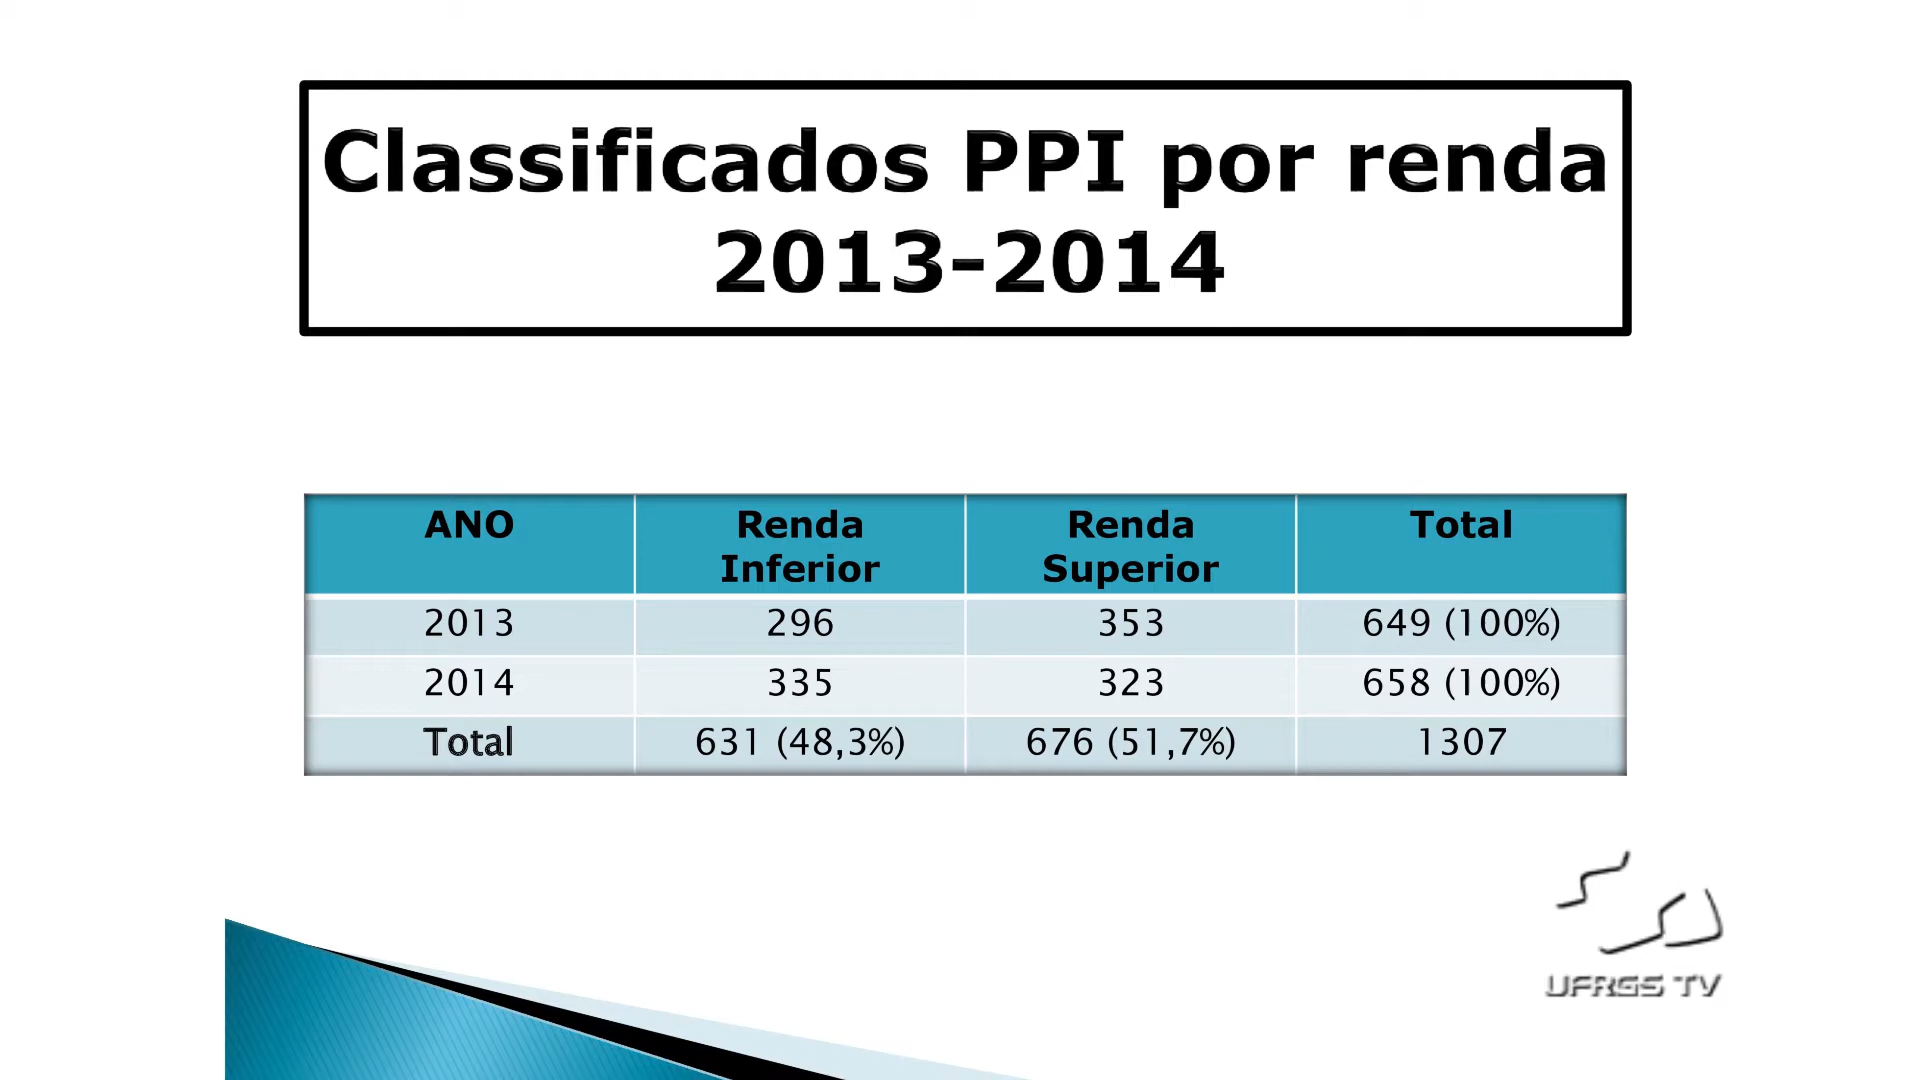 Classificados PPI por renda
2013-2014
ANO Renda Inferior Renda Superior Total
2013 296 353 649 (100%)
2014 335 323 658 (100%)
Total 631 (48,3%) 676 (51,7%) 1307
UFRGS TV